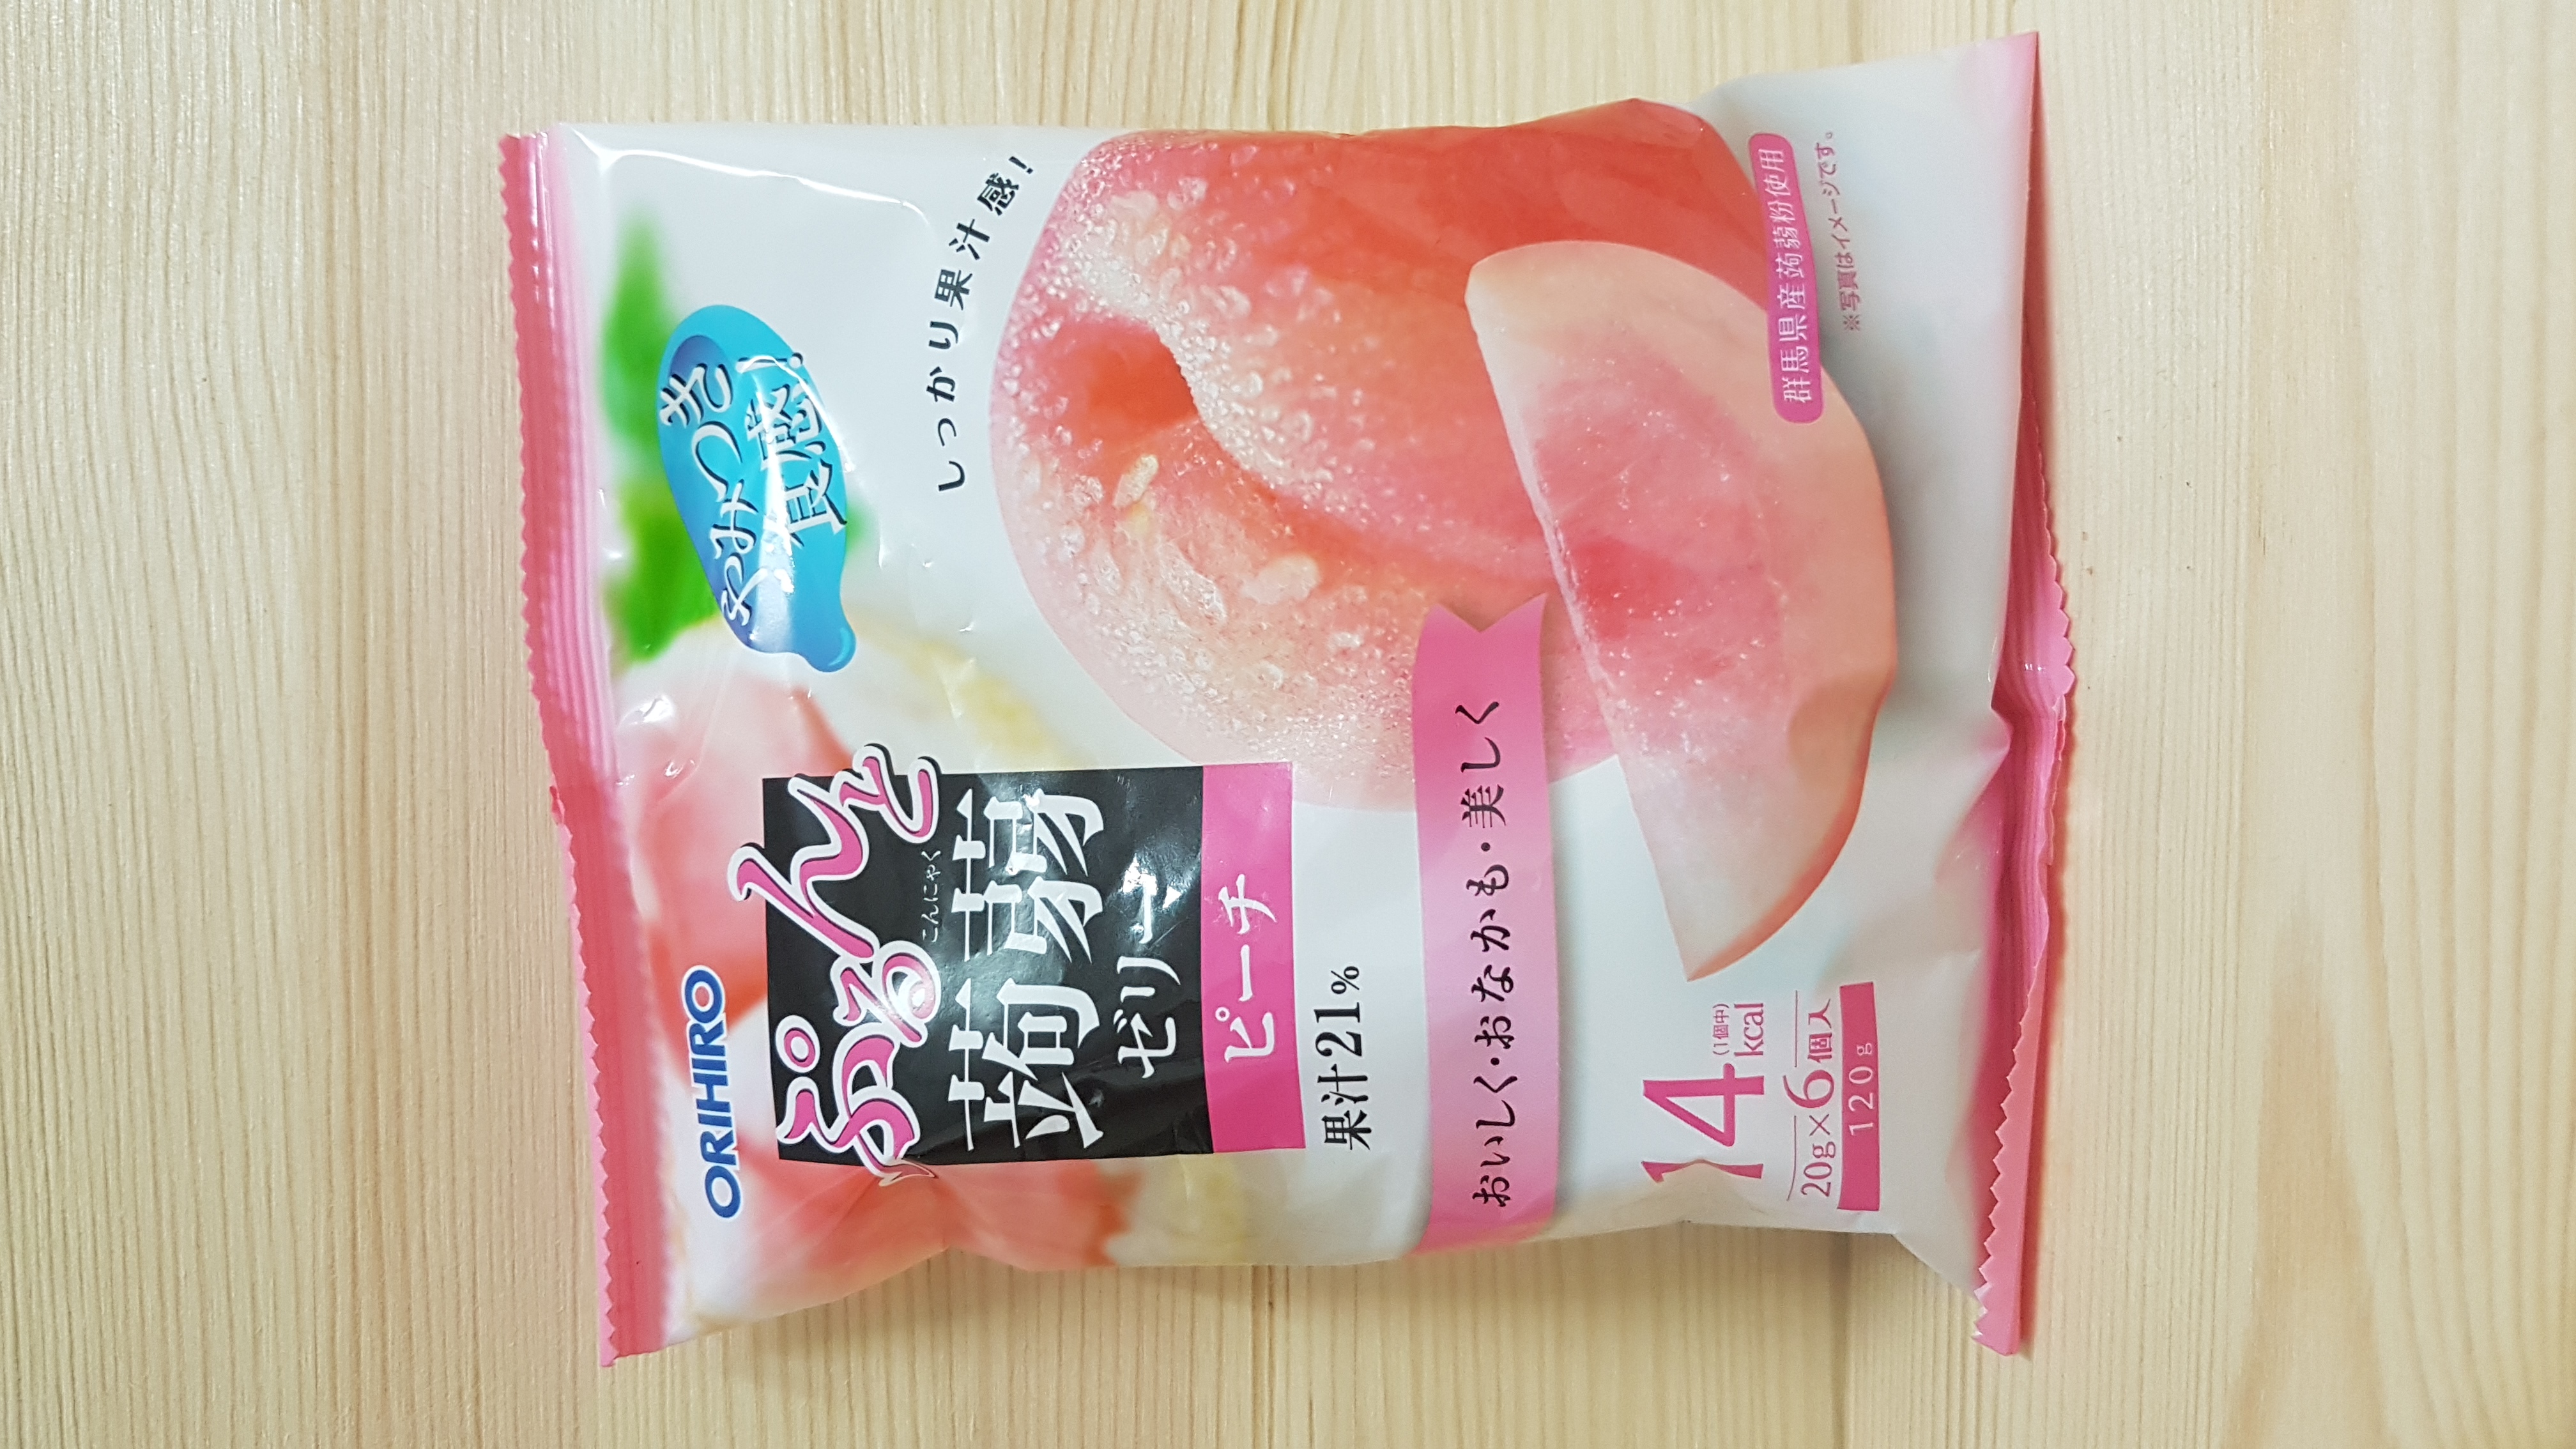 ORIHIRO
ぷるんと
こんにゃく
蒟蒻
ゼリー
ピーチ
果汁21%
やみつき
食感!
しっかり果汁感!
おいしく・おなかも・美しく
14
(1個中)
kcal
20g×6個入
120g
群馬県産蒟蒻粉使用
※写真はイメージです。